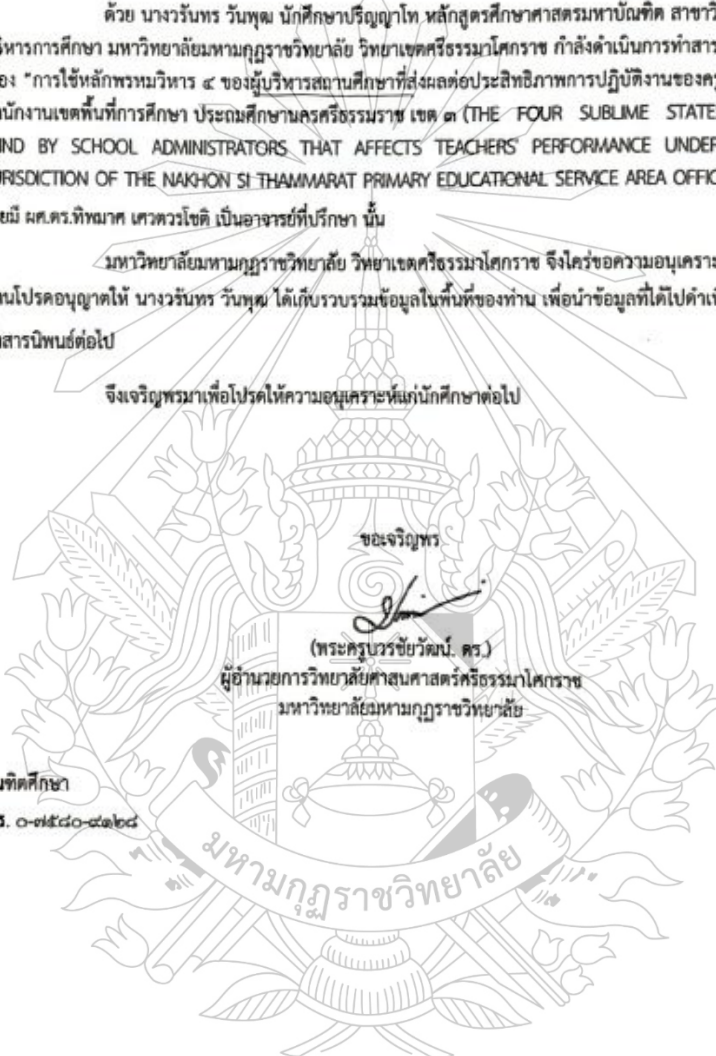 ด้วย นางวรันทร วันพุฒ นักศึกษาปริญญาโท หลักสูตรศึกษาศาสตรมหาบัณฑิต สาขาวิ
ริหารการศึกษา มหาวิทยาลัยมหามกุฏราชวิทยาลัย วิทยาเขตศรีธรรมาโศกราช กำลังดำเนินการทำสาร
อง "การใช้หลักพรหมวิหาร ๔ ของผู้บริหารสถานศึกษาที่ส่งผลต่อประสิทธิภาพการปฏิบัติงานของค
นักงานเขตพื้นที่การศึกษา ประถมศึกษานครศรีธรรมราช เขต ๓ (THE FOUR SUBLIME STATE
IND BY SCHOOL ADMINISTRATORS THAT AFFECTS TEACHERS' PERFORMANCE UNDER
URISDICTION OF THE NAKHON SI THAMMARAT PRIMARY EDUCATIONAL SERVICE AREA OFFIC
ยมี ผศ.ดร.ทิพมาศ เศวตวรโชติ เป็นอาจารย์ที่ปรึกษา นั้น
มหาวิทยาลัยมหามกุฏราชวิทยาลัย วิทยาเขตศรีธรรมาโศกราช จึงใคร่ขอความอนุเคราะ
านโปรดอนุญาตให้ นางวรันทร วันพุฒ ได้เก็บรวบรวมข้อมูลในพื้นที่ของท่าน เพื่อนำข้อมูลที่ได้ไปดำเนิ
สารนิพนธ์ต่อไป
จึงเจริญพรมาเพื่อโปรดให้ความอนุเคราะห์แก่นักศึกษาต่อไป
ขอเจริญพร
(พระครูบวรชัยวัฒน์. ดร.)
ผู้อำนวยการวิทยาลัยศาสนศาสตร์ศรีธรรมาโศกราช
มหาวิทยาลัยมหามกุฏราชวิทยาลัย
ฑิตศึกษา
ร. ๐-๗๕๘๐-๙๑๒๘
มหามกุฏราชวิทยาลัย